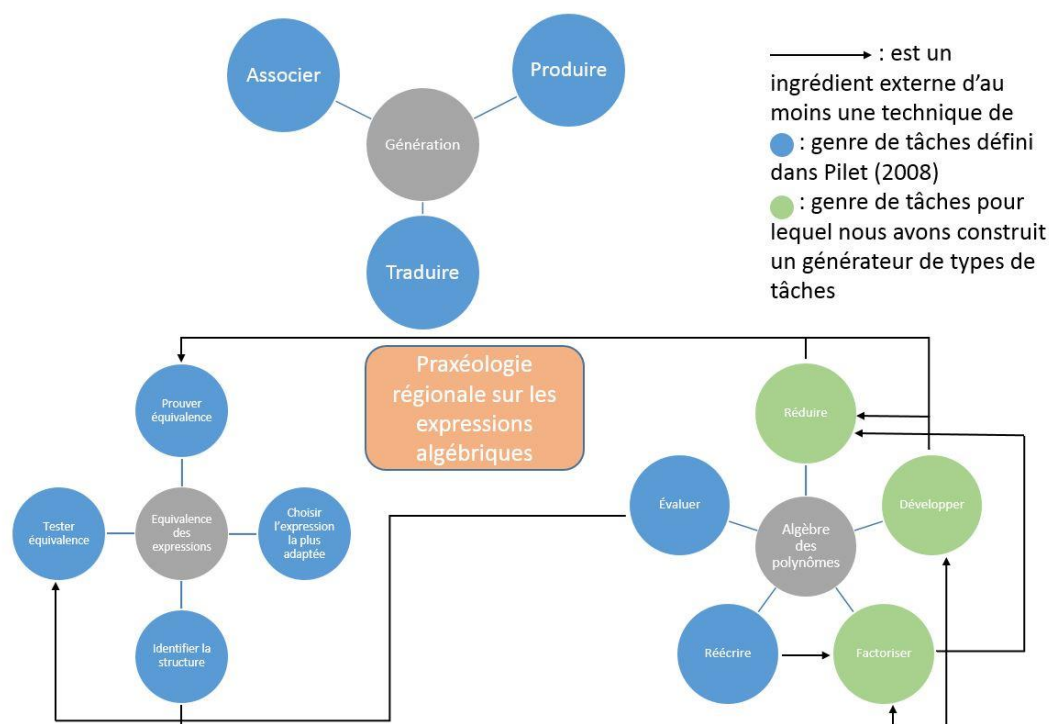 Associer
Produire
Génération
Traduire
: est un
ingrédient externe d’au
moins une technique de
: genre de tâches défini
dans Pilet (2008)
: genre de tâches pour
lequel nous avons construit
un générateur de types de
tâches
Praxéologie
régionale sur les
expressions
algébriques
Prouver
équivalence
Tester
équivalence
Equivalence
des
expressions
Choisir
l’expression
la plus
adaptée
Identifier la
structure
Réduire
Évaluer
Développer
Algèbre
des
polynômes
Réécrire
Factoriser